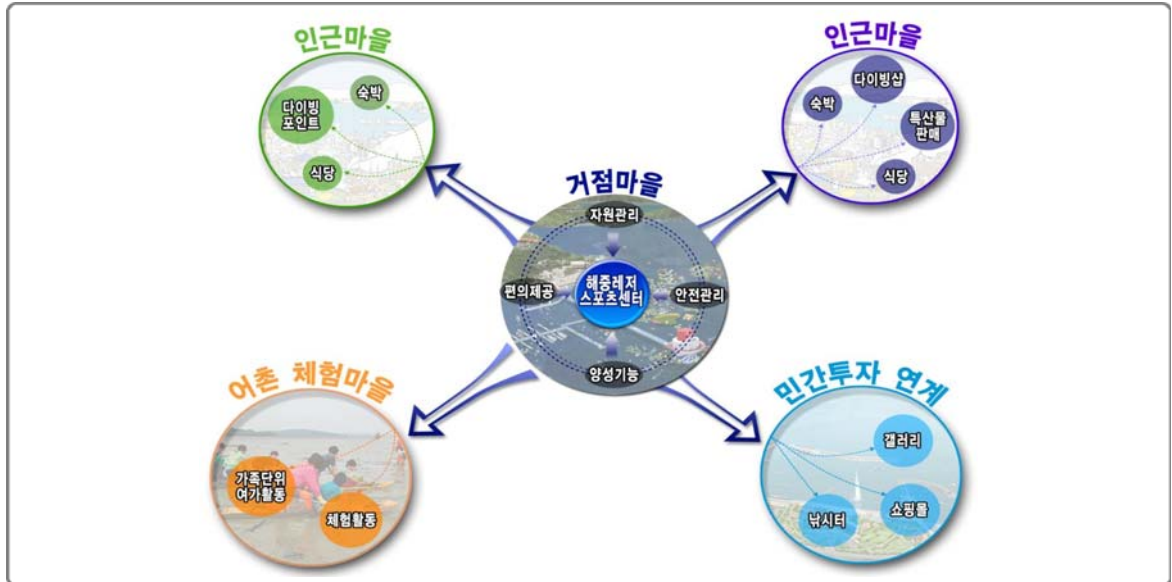 인근마을
숙박
다이빙
포인트
식당
인근마을
다이빙샵
숙박
특산물
판매
식당
거점마을
자원관리
편의제공
해중레저
스포츠센터
안전관리
양성기능
어촌 체험마을
가족단위
여가활동
체험활동
민간투자 연계
갤러리
낚시터
쇼핑몰